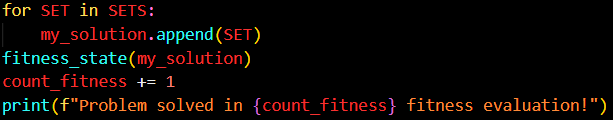 for SET in SETS:
    my_solution.append(SET)
fitness_state(my_solution)
count_fitness += 1
print(f"Problem solved in {count_fitness} fitness evaluation!")